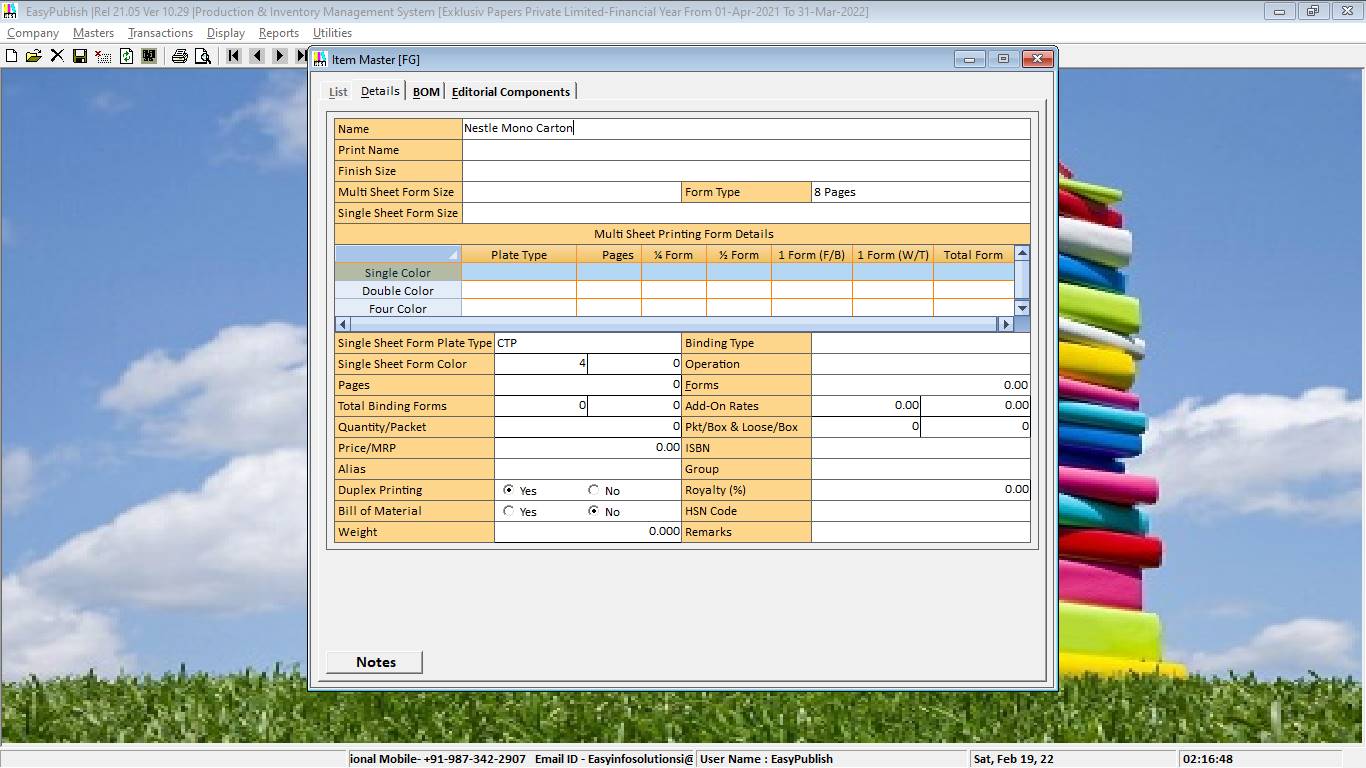 EasyPublish |Rel 21.05 Ver 10.29 |Production & Inventory Management System [Exklusiv Papers Private Limited-Financial Year From 01-Apr-2021 To 31-Mar-2022]
Company Masters Transactions Display Reports Utilities
Item Master [FG]
List Details BOM Editorial Components
Name Nestle Mono Carton
Print Name
Finish Size
Multi Sheet Form Size Form Type 8 Pages
Single Sheet Form Size
Multi Sheet Printing Form Details
Plate Type Pages ¼ Form ½ Form 1 Form (F/B) 1 Form (W/T) Total Form
Single Color
Double Color
Four Color
Single Sheet Form Plate Type CTP Binding Type
Single Sheet Form Color 4 0 Operation
Pages 0 Forms 0.00
Total Binding Forms 0 0 Add-On Rates 0.00 0.00
Quantity/Packet 0 Pkt/Box & Loose/Box 0 0
Price/MRP 0.00 ISBN
Alias Group
Duplex Printing Yes No Royalty (%) 0.00
Bill of Material Yes No HSN Code
Weight 0.000 Remarks
Notes
ional Mobile- +91-987-342-2907 Email ID - Easyinfosolutionsi@ User Name : EasyPublish Sat, Feb 19, 22 02:16:48